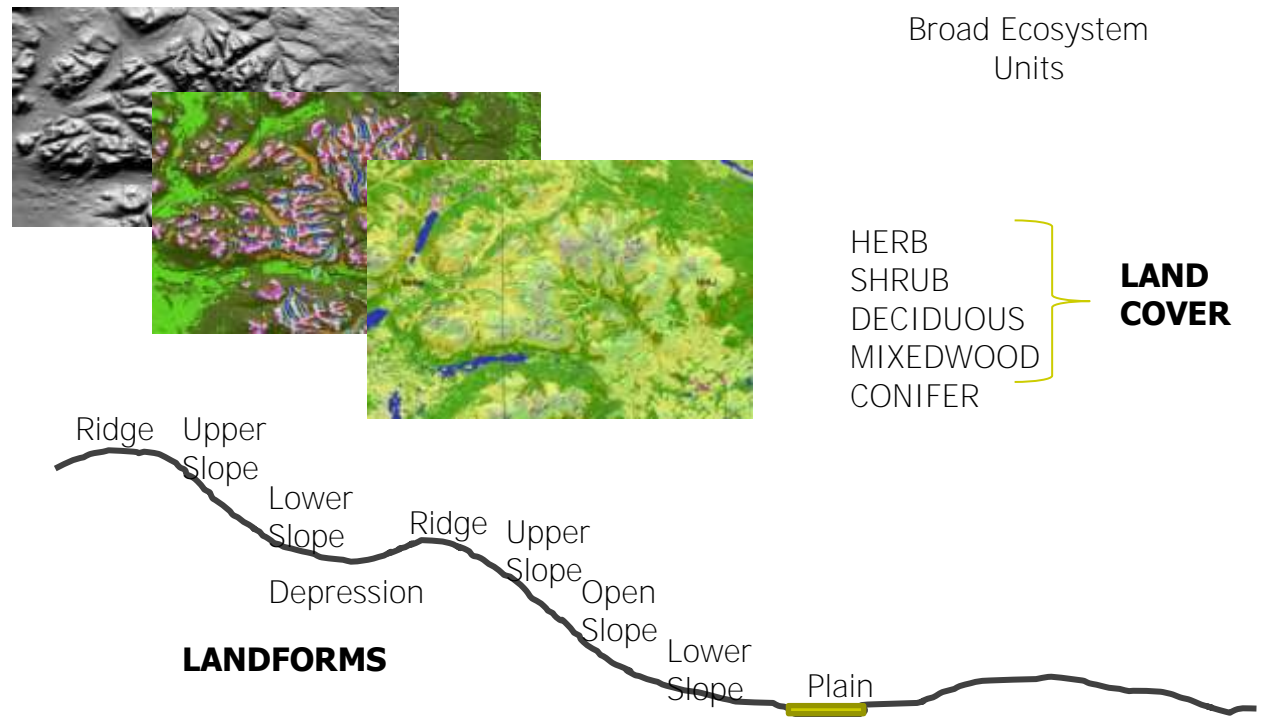 Broad Ecosystem
Units
HERB
SHRUB
DECIDUOUS
MIXEDWOOD
CONIFER
LAND
COVER
Ridge
Upper
Slope
Lower
Slope
Depression
Ridge
Upper
Slope
Open
Slope
Lower
Slope
Plain
LANDFORMS